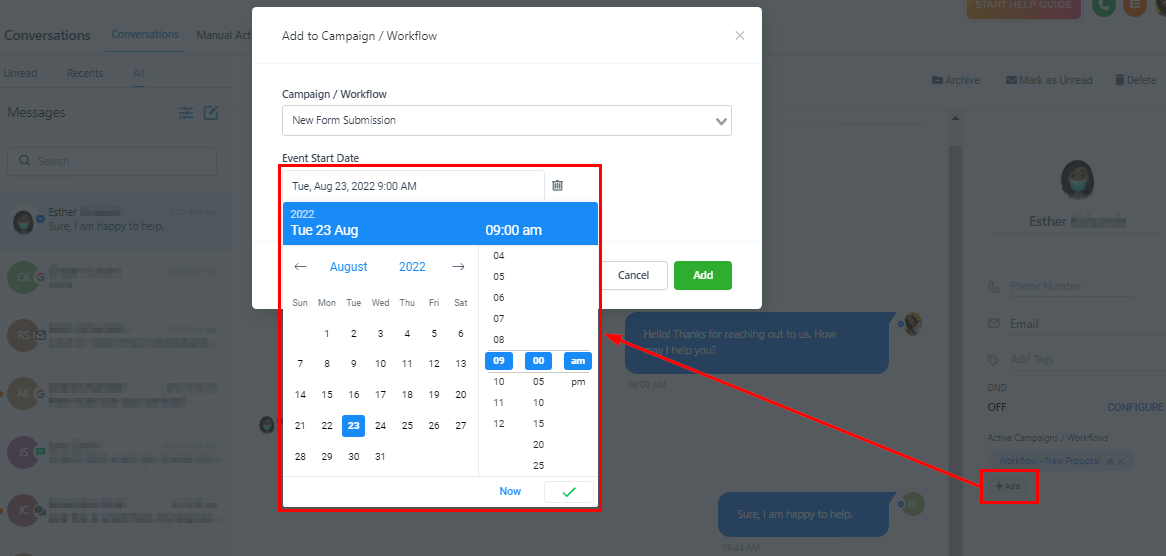 START HELP GUIDE
Conversations
Conversations
Manual Act
Unread
Recents
All
Messages
Search
Esther
Sure, I am happy to help.
CK
RS
AK
JS
JC
Add to Campaign / Workflow
Campaign / Workflow
New Form Submission
Event Start Date
Tue, Aug 23, 2022 9:00 AM
2022
Tue 23 Aug 09:00 am
August 2022
Sun Mon Tue Wed Thu Fri Sat
1 2 3 4 5 6
7 8 9 10 11 12 13
14 15 16 17 18 19 20
21 22 23 24 25 26 27
28 29 30 31
04
05
06
07
08
09 00 am
10 05 pm
11 10
12 15
20
25
Now
Cancel
Add
Archive
Mark as Unread
Delete
Hello! Thanks for reaching out to us. How
may I help you?
09:00 AM
Sure, I am happy to help.
CK
09:44 AM
Esther
Phone Number
Email
Add Tags
DND
OFF
CONFIGURE
Active Campaigns / Workflows
Workflow - New Proposal
+ Add